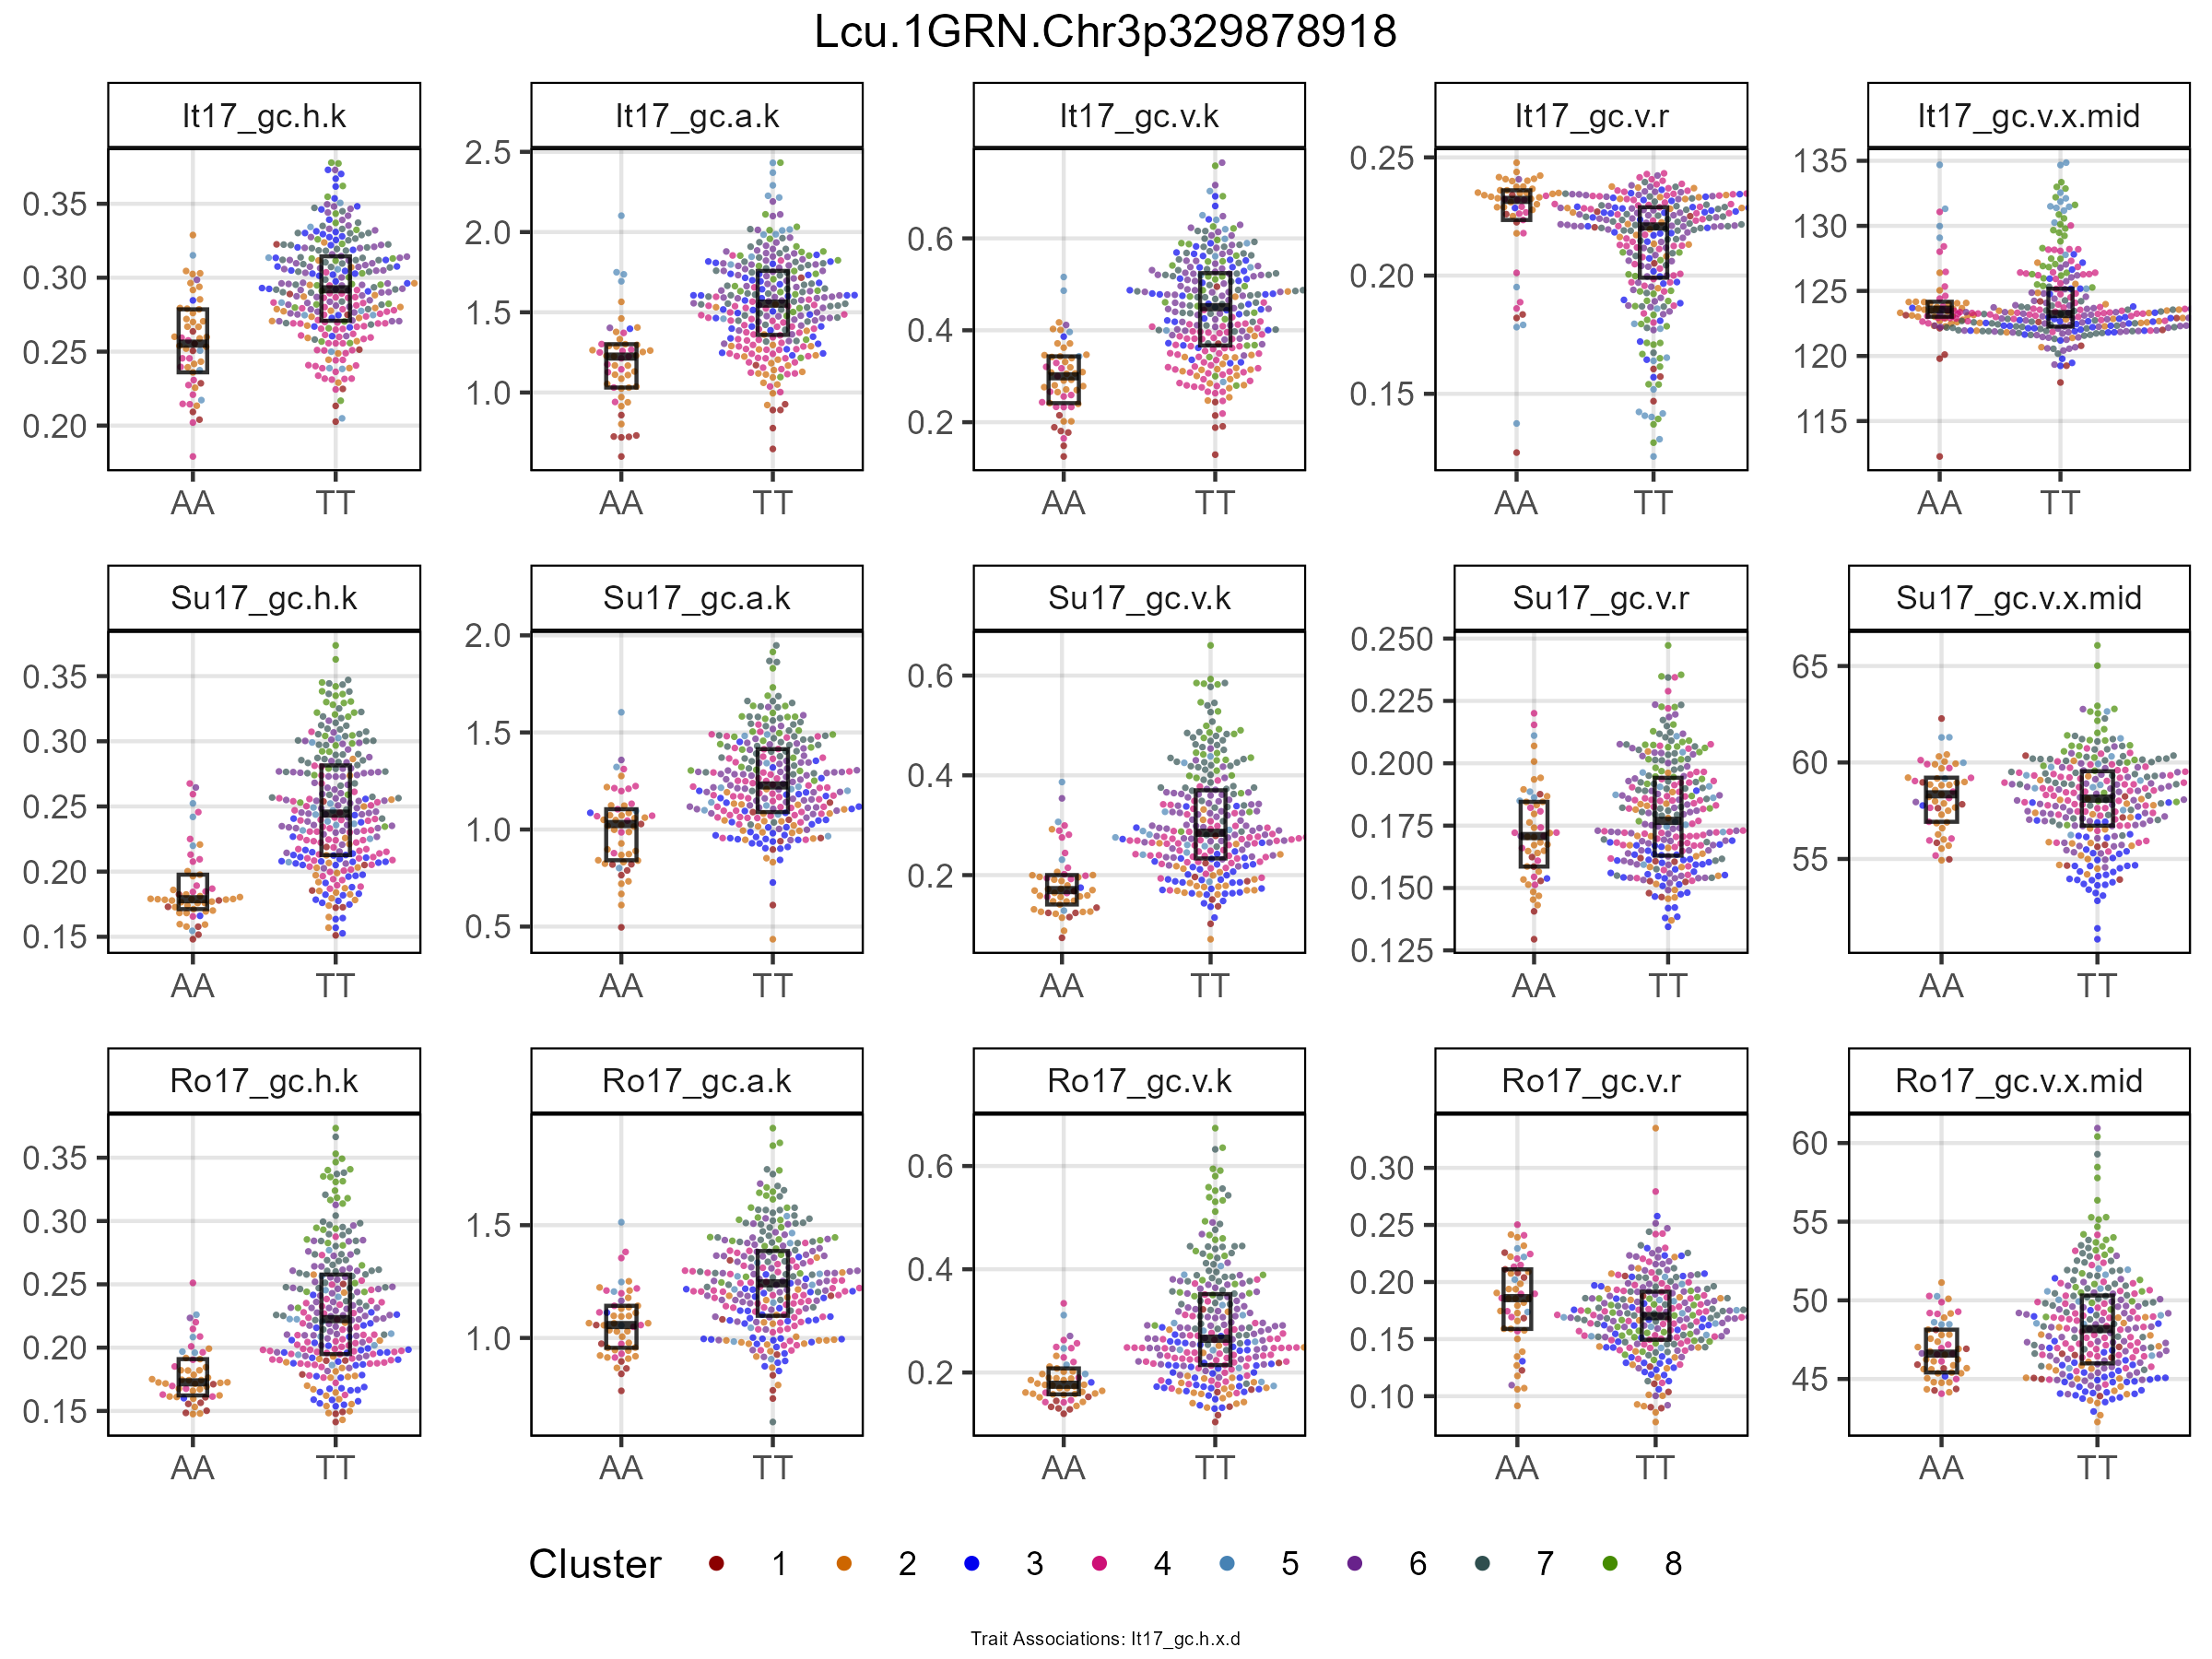 Lcu.1GRN.Chr3p329878918
It17_gc.h.k It17_gc.a.k It17_gc.v.k It17_gc.v.r It17_gc.v.x.mid
0.35 0.30 0.25 0.20
2.5 2.0 1.5 1.0
0.6 0.4 0.2
0.25 0.20 0.15
135 130 125 120 115
AA TT AA TT AA TT AA TT AA TT
Su17_gc.h.k Su17_gc.a.k Su17_gc.v.k Su17_gc.v.r Su17_gc.v.x.mid
0.35 0.30 0.25 0.20 0.15
2.0 1.5 1.0 0.5
0.6 0.4 0.2
0.250 0.225 0.200 0.175 0.150 0.125
65 60 55
AA TT AA TT AA TT AA TT AA TT
Ro17_gc.h.k Ro17_gc.a.k Ro17_gc.v.k Ro17_gc.v.r Ro17_gc.v.x.mid
0.35 0.30 0.25 0.20 0.15
1.5 1.0
0.6 0.4 0.2
0.30 0.25 0.20 0.15 0.10
60 55 50 45
AA TT AA TT AA TT AA TT AA TT
Cluster 1 2 3 4 5 6 7 8
Trait Associations: It17_gc.h.x.d